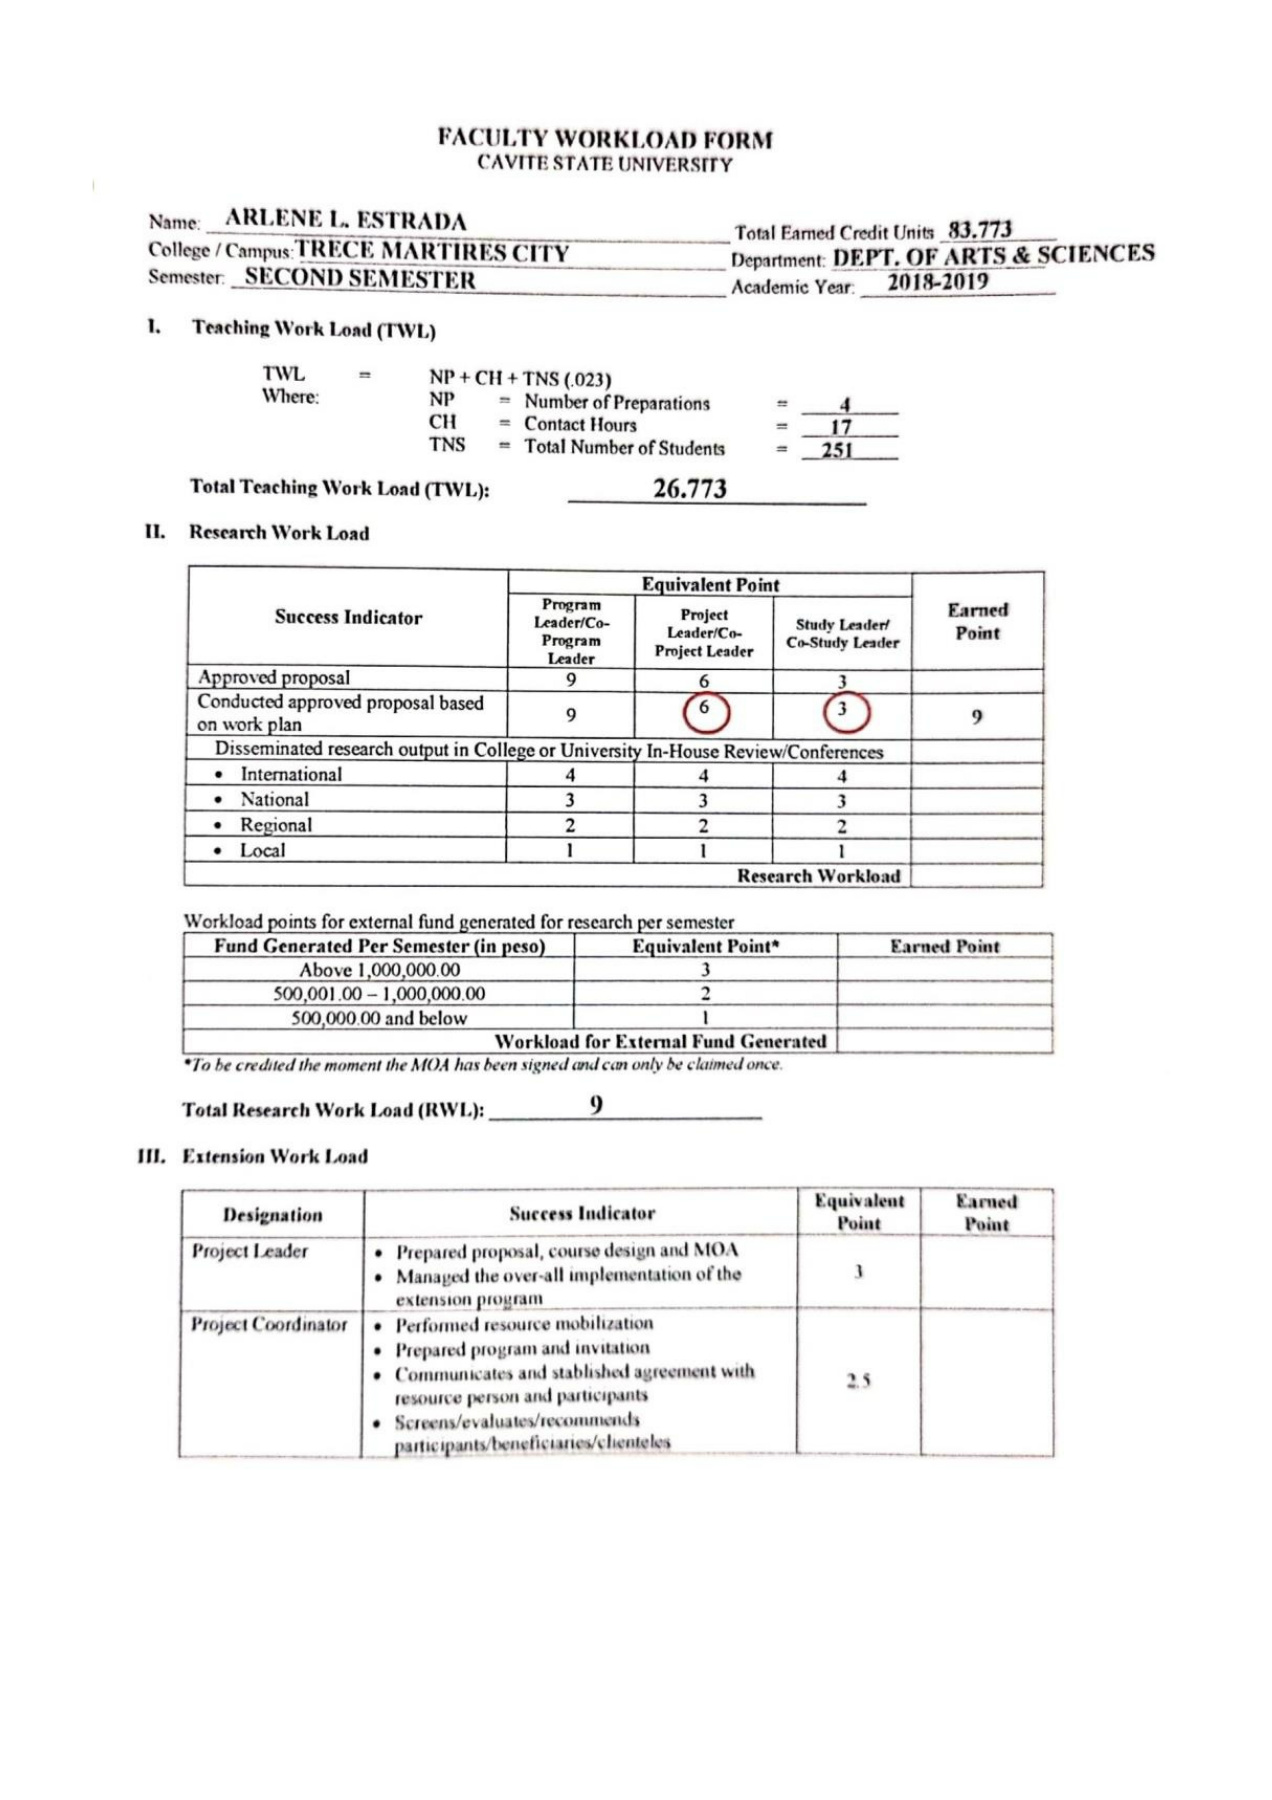 FACULTY WORKLOAD FORM
CAVITE STATE UNIVERSITY
Name: ARLENE L. ESTRADA
Total Earned Credit Units 83.773
College / Campus: TRECE MARTIRES CITY
Department: DEPT. OF ARTS & SCIENCES
Semester: SECOND SEMESTER
Academic Year: 2018-2019
I. Teaching Work Load (TWL)
TWL = NP + CH + TNS (.023)
Where: NP = Number of Preparations = 4
CH = Contact Hours = 17
TNS = Total Number of Students = 251
Total Teaching Work Load (TWL): 26.773
II. Research Work Load
Success Indicator
Equivalent Point
Earned
Point
Program
Leader/Co-
Program
Leader
Project
Leader/Co-
Project Leader
Study Leader/
Co-Study Leader
Approved proposal 9 6 3
Conducted approved proposal based
on work plan
9 6 3 9
Disseminated research output in College or University In-House Review/Conferences
• International 4 4 4
• National 3 3 3
• Regional 2 2 2
• Local 1 1 1
Research Workload
Workload points for external fund generated for research per semester
Fund Generated Per Semester (in peso) Equivalent Point* Earned Point
Above 1,000,000.00 3
500,001.00 – 1,000,000.00 2
500,000.00 and below 1
Workload for External Fund Generated
*To be credited the moment the MOA has been signed and can only be claimed once.
Total Research Work Load (RWL): 9
III. Extension Work Load
Designation
Success Indicator
Equivalent
Point
Earned
Point
Project Leader
• Prepared proposal, course design and MOA
• Managed the over-all implementation of the
extension program
3
Project Coordinator
• Performed resource mobilization
• Prepared program and invitation
• Communicates and stablished agreement with
resource person and participants
• Screens/evaluates/recommends
participants/beneficiaries/clienteles
2.5